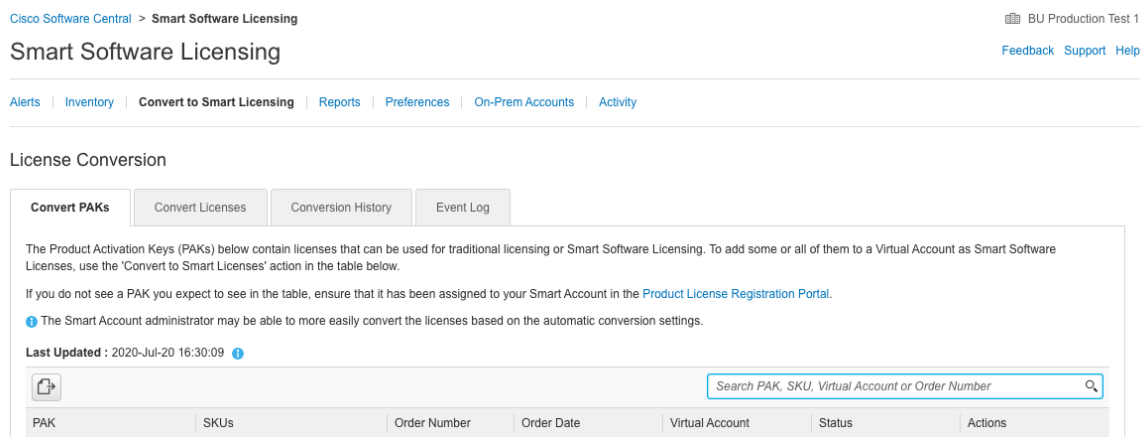 Cisco Software Central > Smart Software Licensing
BU Production Test 1
Smart Software Licensing
Feedback Support Help
Alerts | Inventory | Convert to Smart Licensing | Reports | Preferences | On-Prem Accounts | Activity
License Conversion
Convert PAKs Convert Licenses Conversion History Event Log
The Product Activation Keys (PAKs) below contain licenses that can be used for traditional licensing or Smart Software Licensing. To add some or all of them to a Virtual Account as Smart Software
Licenses, use the 'Convert to Smart Licenses' action in the table below.
If you do not see a PAK you expect to see in the table, ensure that it has been assigned to your Smart Account in the Product License Registration Portal.
The Smart Account administrator may be able to more easily convert the licenses based on the automatic conversion settings.
Last Updated : 2020-Jul-20 16:30:09
Search PAK, SKU, Virtual Account or Order Number
PAK SKUs Order Number Order Date Virtual Account Status Actions